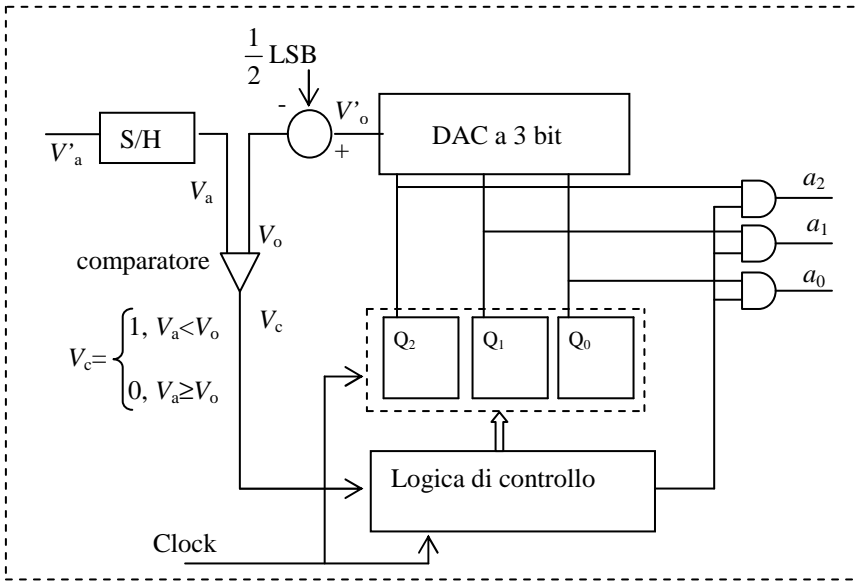 1/2 LSB
-
V'o
+
S/H
DAC a 3 bit
V'a
Va
Vo
comparatore
Vc
Vc= { 1, Va<Vo
0, Va≥Vo
a2
a1
a0
Q2 Q1 Q0
Logica di controllo
Clock